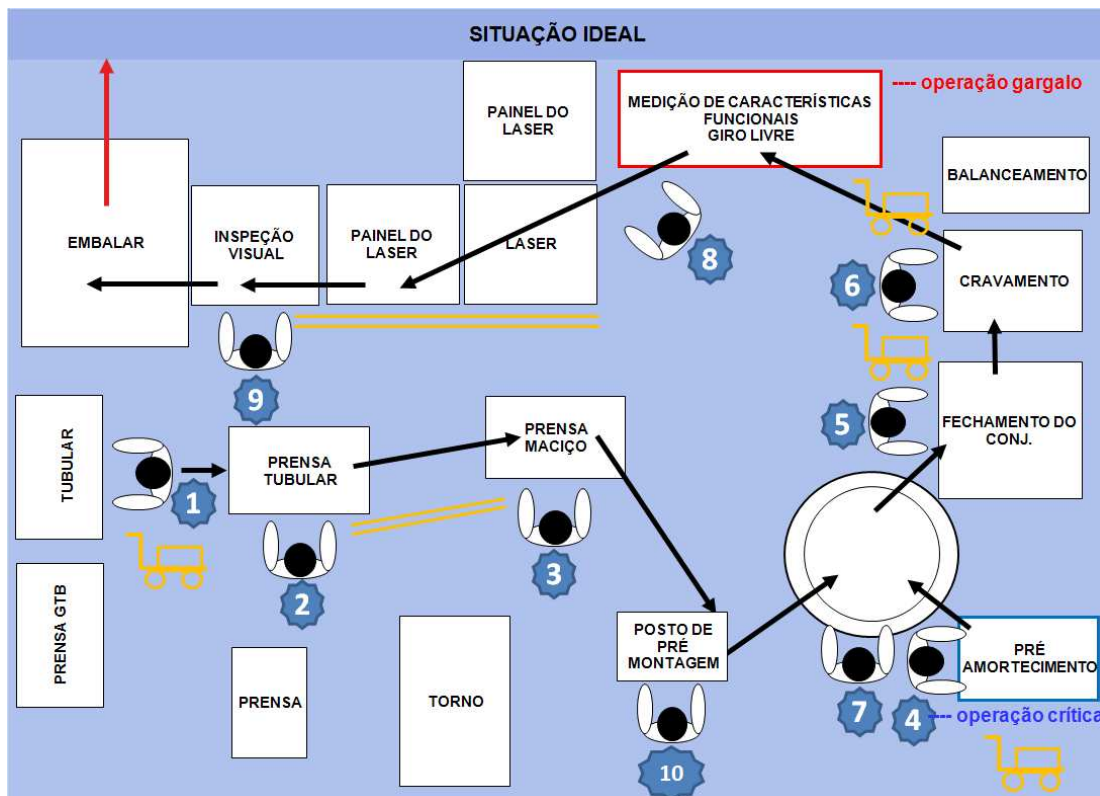 SITUAÇÃO IDEAL
PAINEL DO
LASER
MEDIÇÃO DE CARACTERÍSTICAS
FUNCIONAIS
GIRO LIVRE
---- operação gargalo
BALANCEAMENTO
EMBALAR
INSPEÇÃO
VISUAL
PAINEL DO
LASER
LASER
8
6
CRAVAMENTO
9
5
FECHAMENTO DO
CONJ.
TUBULAR
1
PRENSA
TUBULAR
PRENSA
MACIÇO
2
3
PRENSA GTB
PRENSA
TORNO
POSTO DE
PRÉ
MONTAGEM
10
7
4
PRÉ
AMORTECIMENTO
---- operação crítica